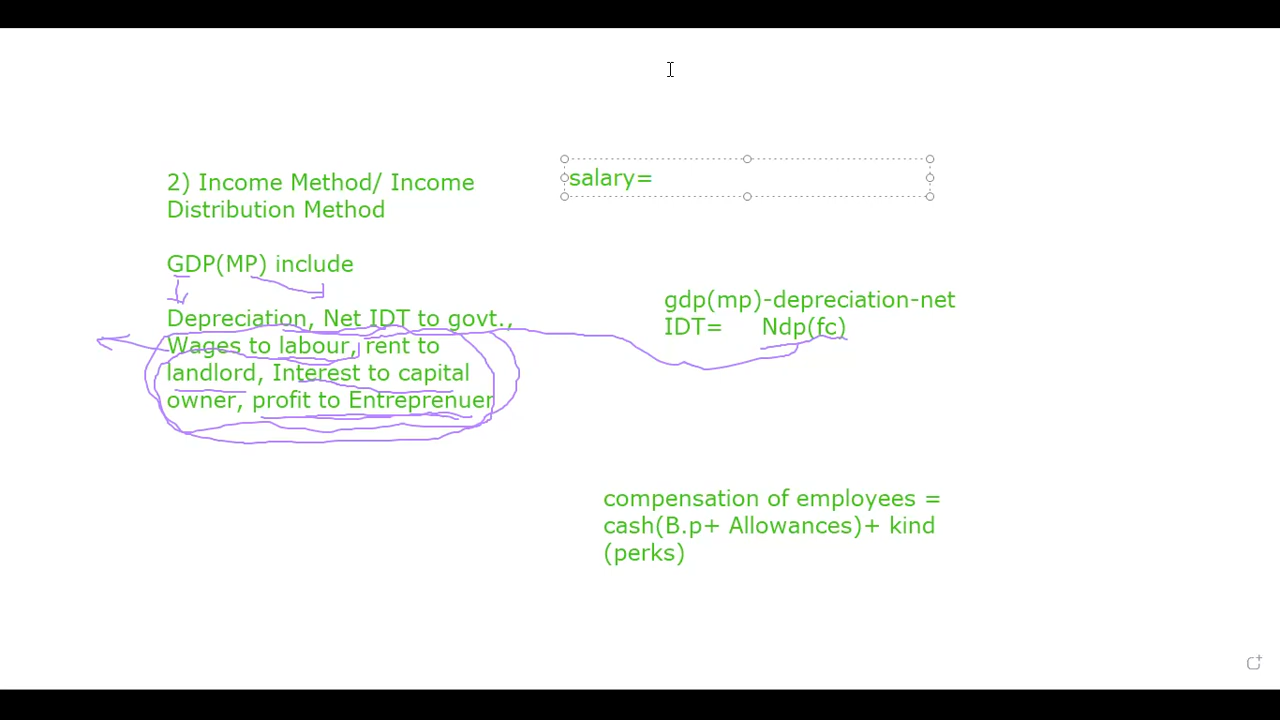 2) Income Method/ Income
Distribution Method
GDP(MP) include
Depreciation, Net IDT to govt.,
Wages to labour, rent to
landlord, Interest to capital
owner, profit to Entreprenuer
salary=
gdp(mp)-depreciation-net
IDT= Ndp(fc)
compensation of employees =
cash(B.p+ Allowances)+ kind
(perks)